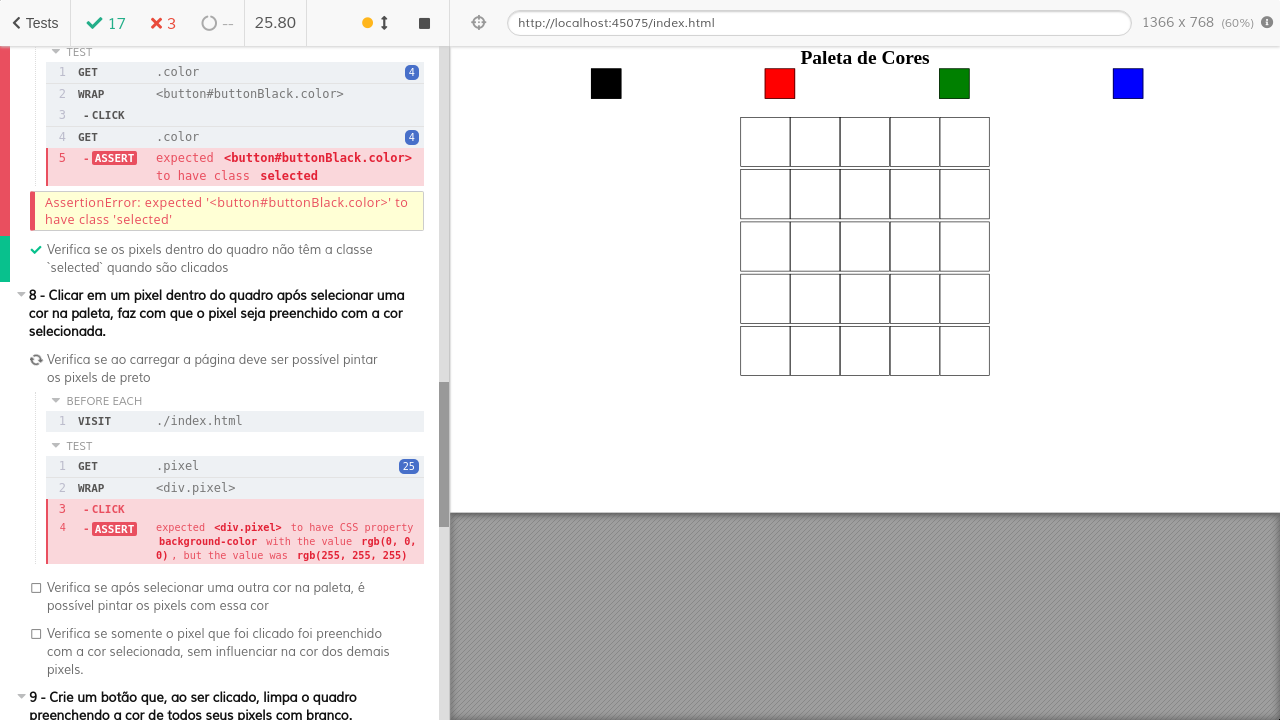 Tests 17 3 -- 25.80 http://localhost:45075/index.html 1366 x 768 (60%)
TEST
1 GET .color 4
2 WRAP <button#buttonBlack.color>
3 -CLICK
4 GET .color 4
5 -ASSERT expected <button#buttonBlack.color>
to have class selected
AssertionError: expected '<button#buttonBlack.color>' to
have class 'selected'
Verifica se os pixels dentro do quadro não têm a classe
`selected` quando são clicados
8 - Clicar em um pixel dentro do quadro após selecionar uma
cor na paleta, faz com que o pixel seja preenchido com a cor
selecionada.
Verifica se ao carregar a página deve ser possível pintar
os pixels de preto
BEFORE EACH
1 VISIT ./index.html
TEST
1 GET .pixel 25
2 WRAP <div.pixel>
3 -CLICK
4 -ASSERT expected <div.pixel> to have CSS property
background-color with the value rgb(0, 0,
0), but the value was rgb(255, 255, 255)
Verifica se após selecionar uma outra cor na paleta, é
possível pintar os pixels com essa cor
Verifica se somente o pixel que foi clicado foi preenchido
com a cor selecionada, sem influenciar na cor dos demais
pixels.
9 - Crie um botão que, ao ser clicado, limpa o quadro
preenchendo a cor de todos seus pixels com branco.
Paleta de Cores